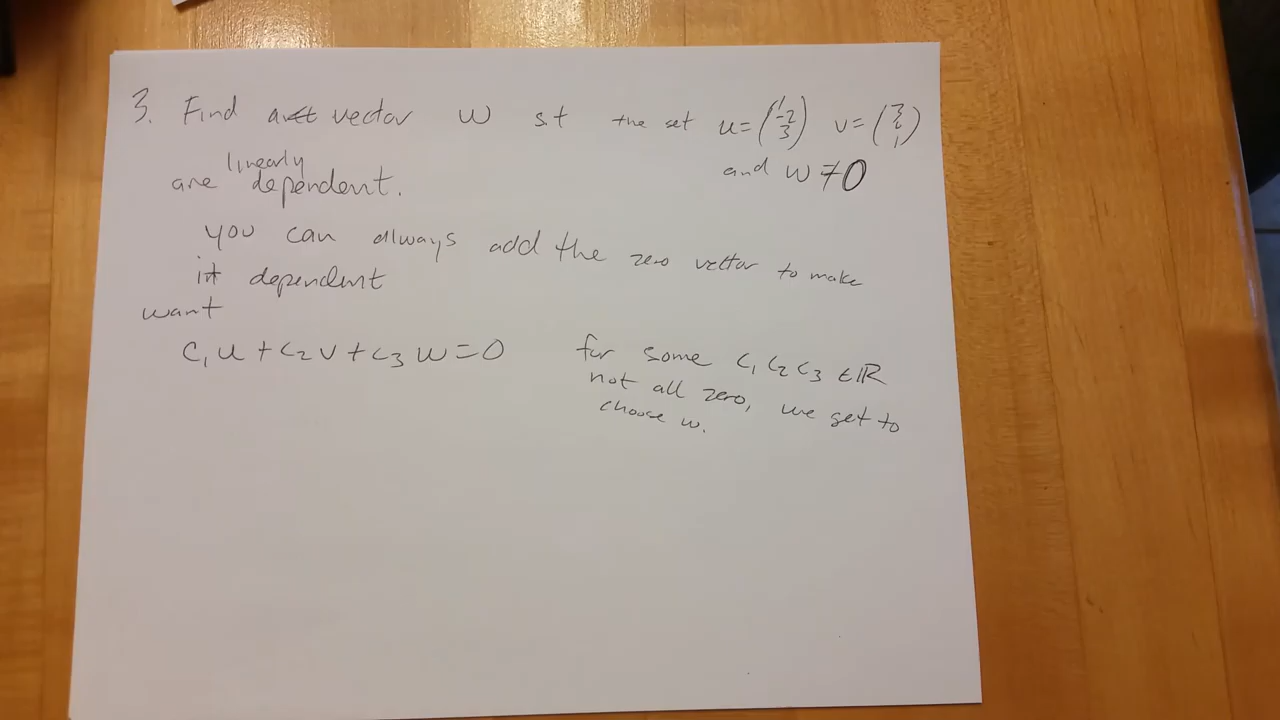 3. Find a vector w s.t the set u = (1 -2 3) v = (3 1)
are linearly dependent. and w ≠ 0
you can always add the zero vector to make
it dependent
want
c₁u + c₂v + c₃w = 0 for some c₁ c₂ c₃ ∈ ℝ
not all zero, we get to
choose w.